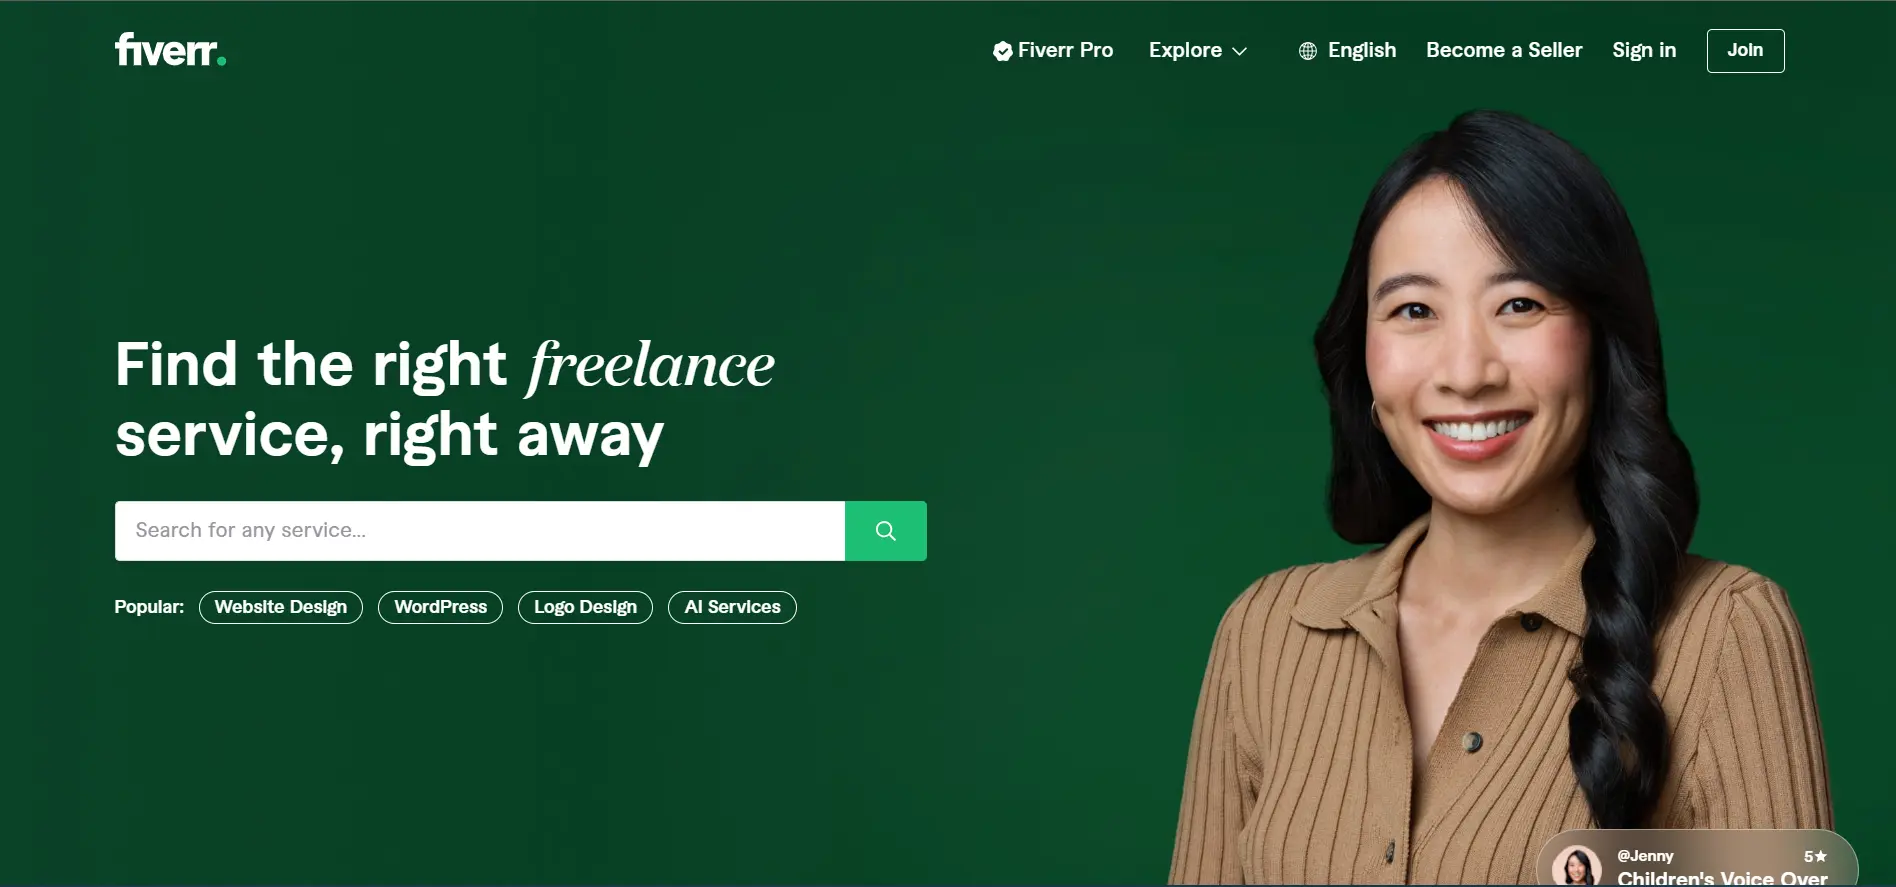 fiverr.
Fiverr Pro
Explore
English
Become a Seller
Sign in
Join
Find the right freelance
service, right away
Search for any service...
Popular:
Website Design
WordPress
Logo Design
AI Services
@Jenny
5★
Children's Voice Over